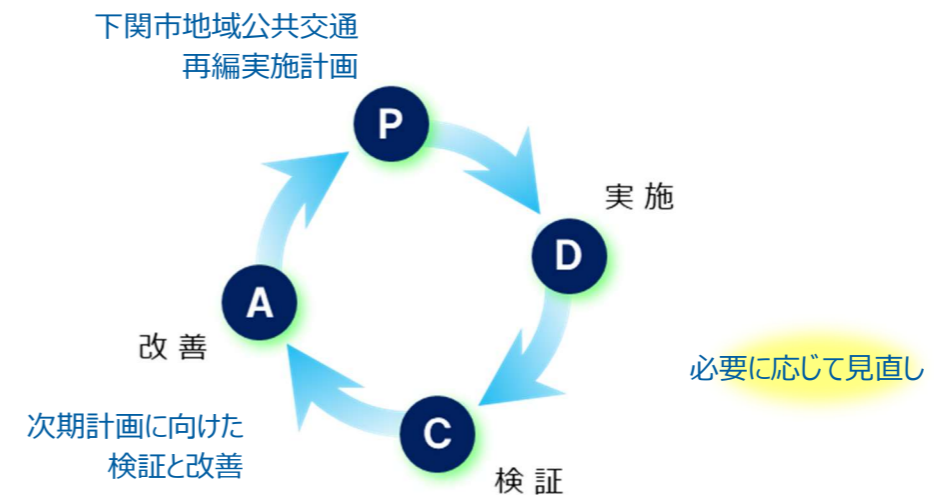 下関市地域公共交通
再編実施計画
P
実 施
D
A
改 善
必要に応じて見直し
次期計画に向けた
検証と改善
C
検 証